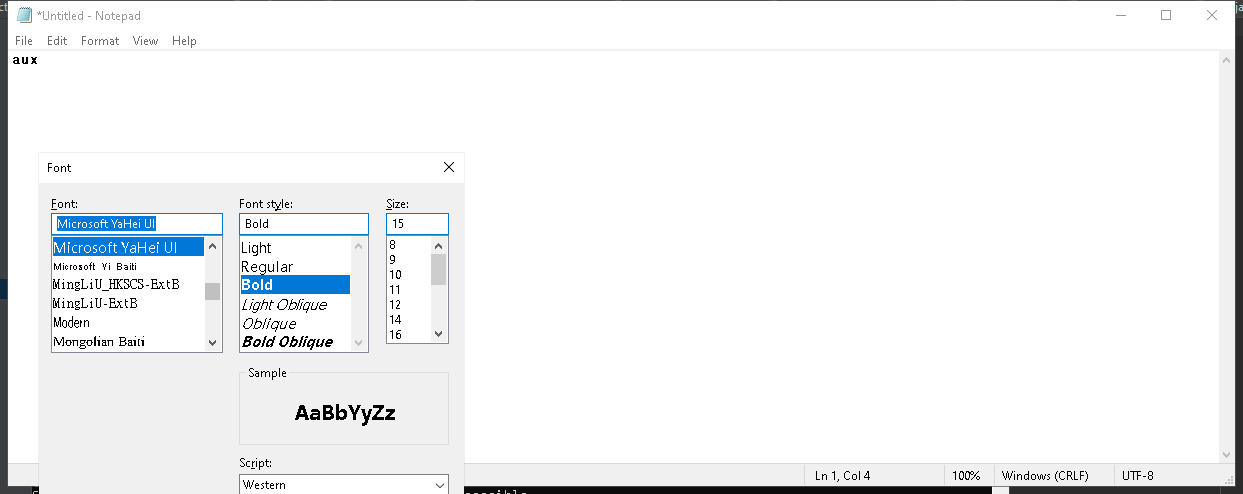 *Untitled - Notepad
File Edit Format View Help
aux
Font
Font: Font style: Size:
Microsoft YaHei UI Bold 15
Microsoft YaHei UI
Microsoft Yi Baiti
MingLiU_HKSCS-ExtB
MingLiU-ExtB
Modern
Mongolian Baiti
Light
Regular
Bold
Light Oblique
Oblique
Bold Oblique
8
9
10
11
12
14
16
Sample
AaBbYyZz
Script:
Western
Ln 1, Col 4 100% Windows (CRLF) UTF-8